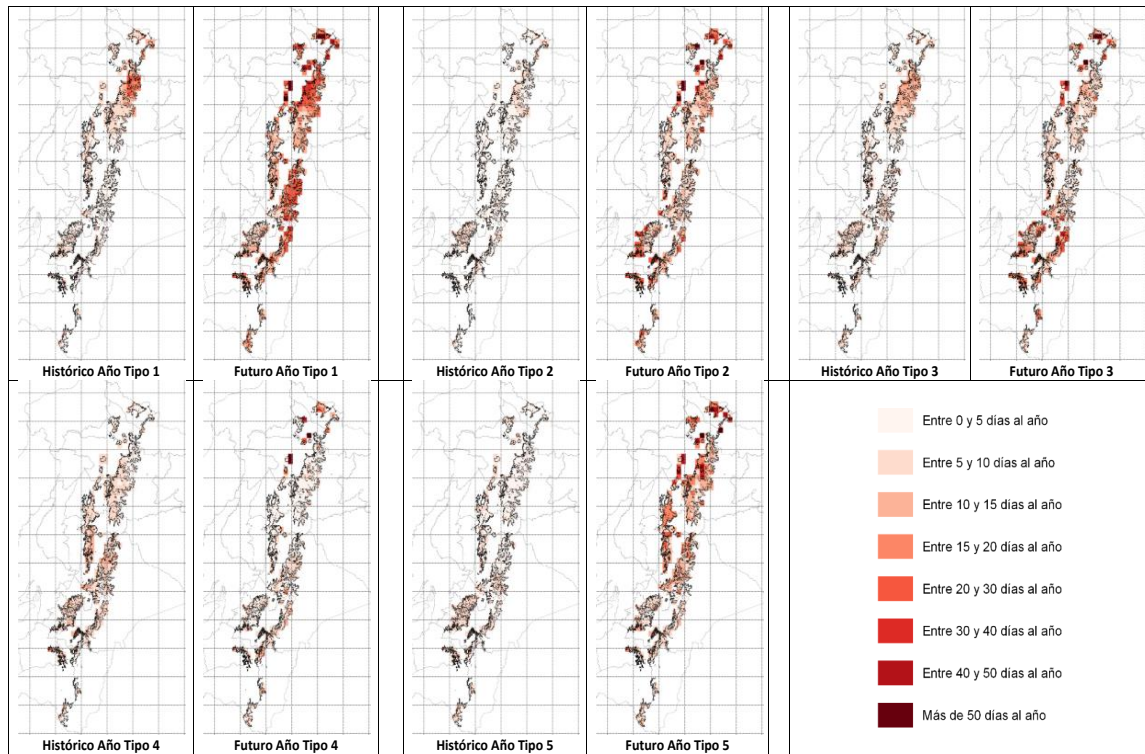 Histórico Año Tipo 1
Futuro Año Tipo 1
Histórico Año Tipo 2
Futuro Año Tipo 2
Histórico Año Tipo 3
Futuro Año Tipo 3
Histórico Año Tipo 4
Futuro Año Tipo 4
Histórico Año Tipo 5
Futuro Año Tipo 5
Entre 0 y 5 días al año
Entre 5 y 10 días al año
Entre 10 y 15 días al año
Entre 15 y 20 días al año
Entre 20 y 30 días al año
Entre 30 y 40 días al año
Entre 40 y 50 días al año
Más de 50 días al año